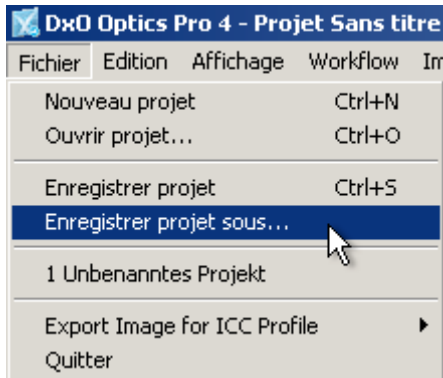 DxO Optics Pro 4 - Projet Sans titre
Fichier Edition Affichage Workflow
Nouveau projet Ctrl+N
Ouvrir projet... Ctrl+O
Enregistrer projet Ctrl+S
Enregistrer projet sous...
1 Unbenanntes Projekt
Export Image for ICC Profile
Quitter